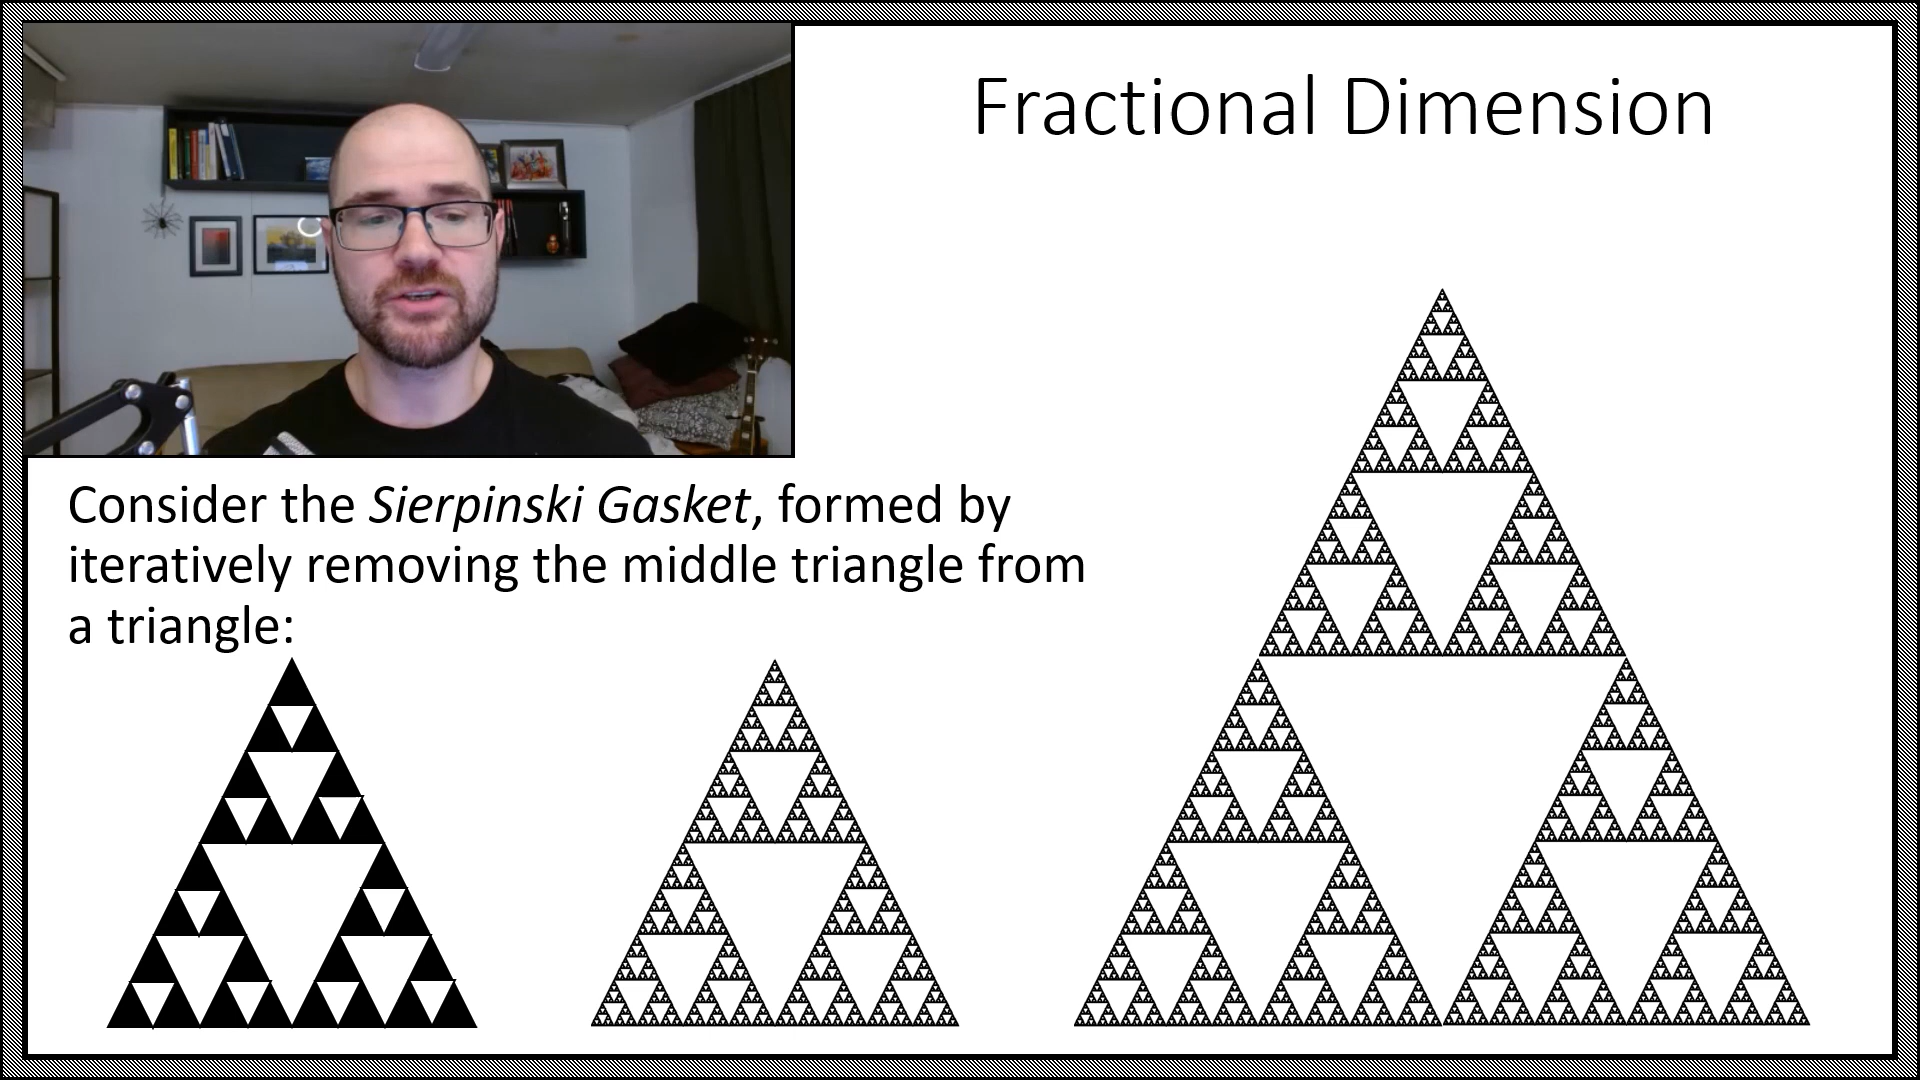 Fractional Dimension
Consider the Sierpinski Gasket, formed by
iteratively removing the middle triangle from
a triangle: